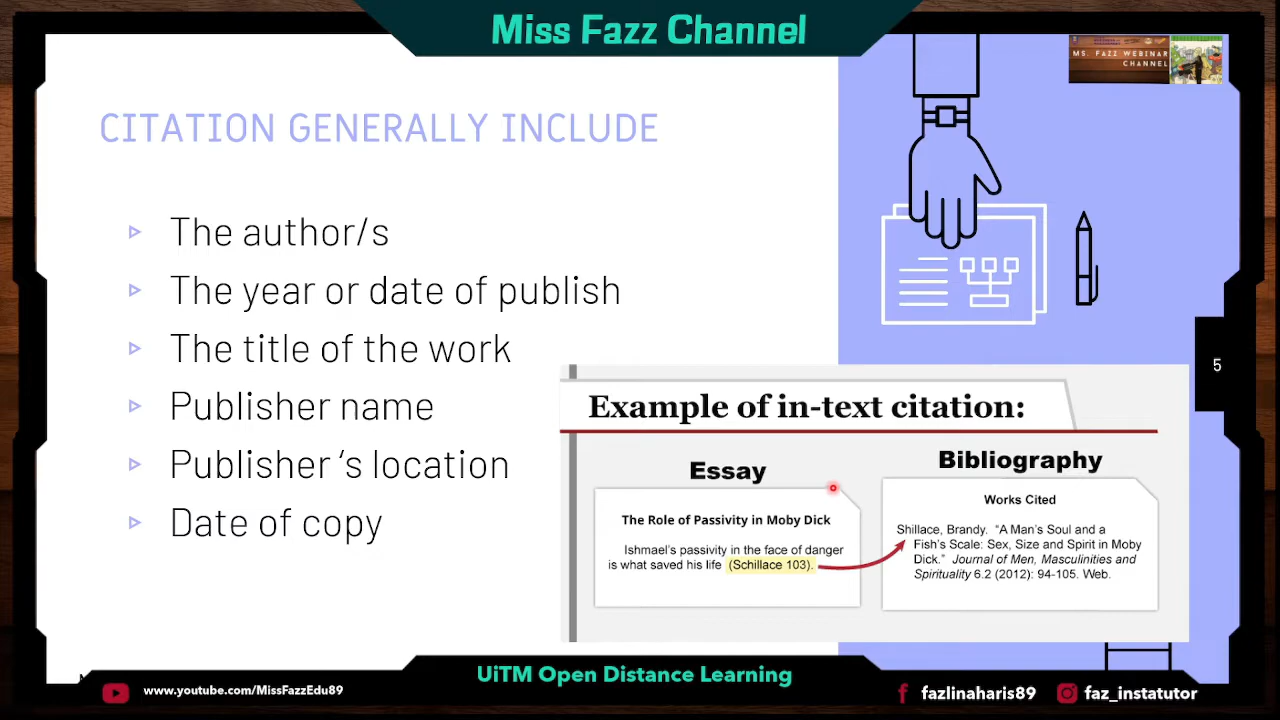 Miss Fazz Channel
MS. FAZZ WEBINAR
CHANNEL
CITATION GENERALLY INCLUDE
The author/s
The year or date of publish
The title of the work
Publisher name
Publisher ‘s location
Date of copy
5
Example of in-text citation:
Essay
The Role of Passivity in Moby Dick
Ishmael's passivity in the face of danger
is what saved his life (Schillace 103).
Bibliography
Works Cited
Shillace, Brandy. “A Man's Soul and a
Fish's Scale: Sex, Size and Spirit in Moby
Dick.” Journal of Men, Masculinities and
Spirituality 6.2 (2012): 94-105. Web.
UiTM Open Distance Learning
www.youtube.com/MissFazzEdu89
fazlinaharis89
faz_instatutor